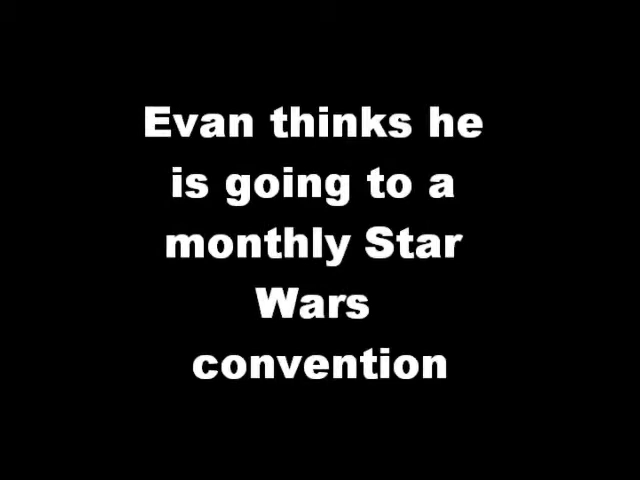 Evan thinks he
is going to a
monthly Star
Wars
convention